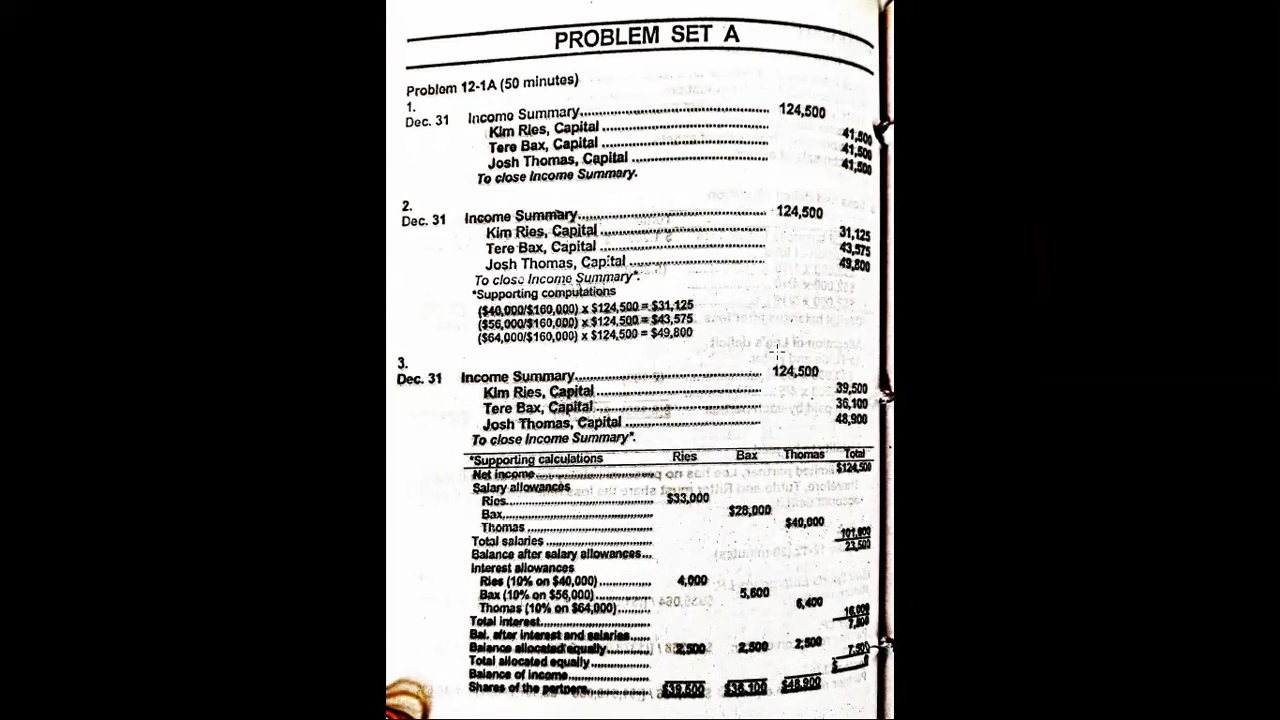 PROBLEM SET A
Problem 12-1A (50 minutes)
1.
Dec. 31 Income Summary 124,500
Kim Ries, Capital 41,500
Tere Bax, Capital 41,500
Josh Thomas, Capital 41,500
To close Income Summary.
2.
Dec. 31 Income Summary 124,500
Kim Ries, Capital 31,125
Tere Bax, Capital 43,575
Josh Thomas, Capital 49,800
To close Income Summary*.
*Supporting computations
($40,000/$160,000) x $124,500 = $31,125
($56,000/$160,000) x $124,500 = $43,575
($64,000/$160,000) x $124,500 = $49,800
3.
Dec. 31 Income Summary 124,500
Kim Ries, Capital 39,500
Tere Bax, Capital 36,100
Josh Thomas, Capital 48,900
To close Income Summary*.
*Supporting calculations Ries Bax Thomas Total
Net income $124,500
Salary allowances
Ries $33,000
Bax $28,000
Thomas $40,000
Total salaries
Balance after salary allowances... 23,500
Interest allowances
Ries (10% on $40,000) 4,000
Bax (10% on $56,000) 5,600
Thomas (10% on $64,000) 6,400
Total interest 16,000
Bal. after interest and salaries
Balance allocated equally 2,500 2,500 2,500
Total allocated equally 7,500
Balance of income $
Shares of the partners $39,500 $36,100 $48,900